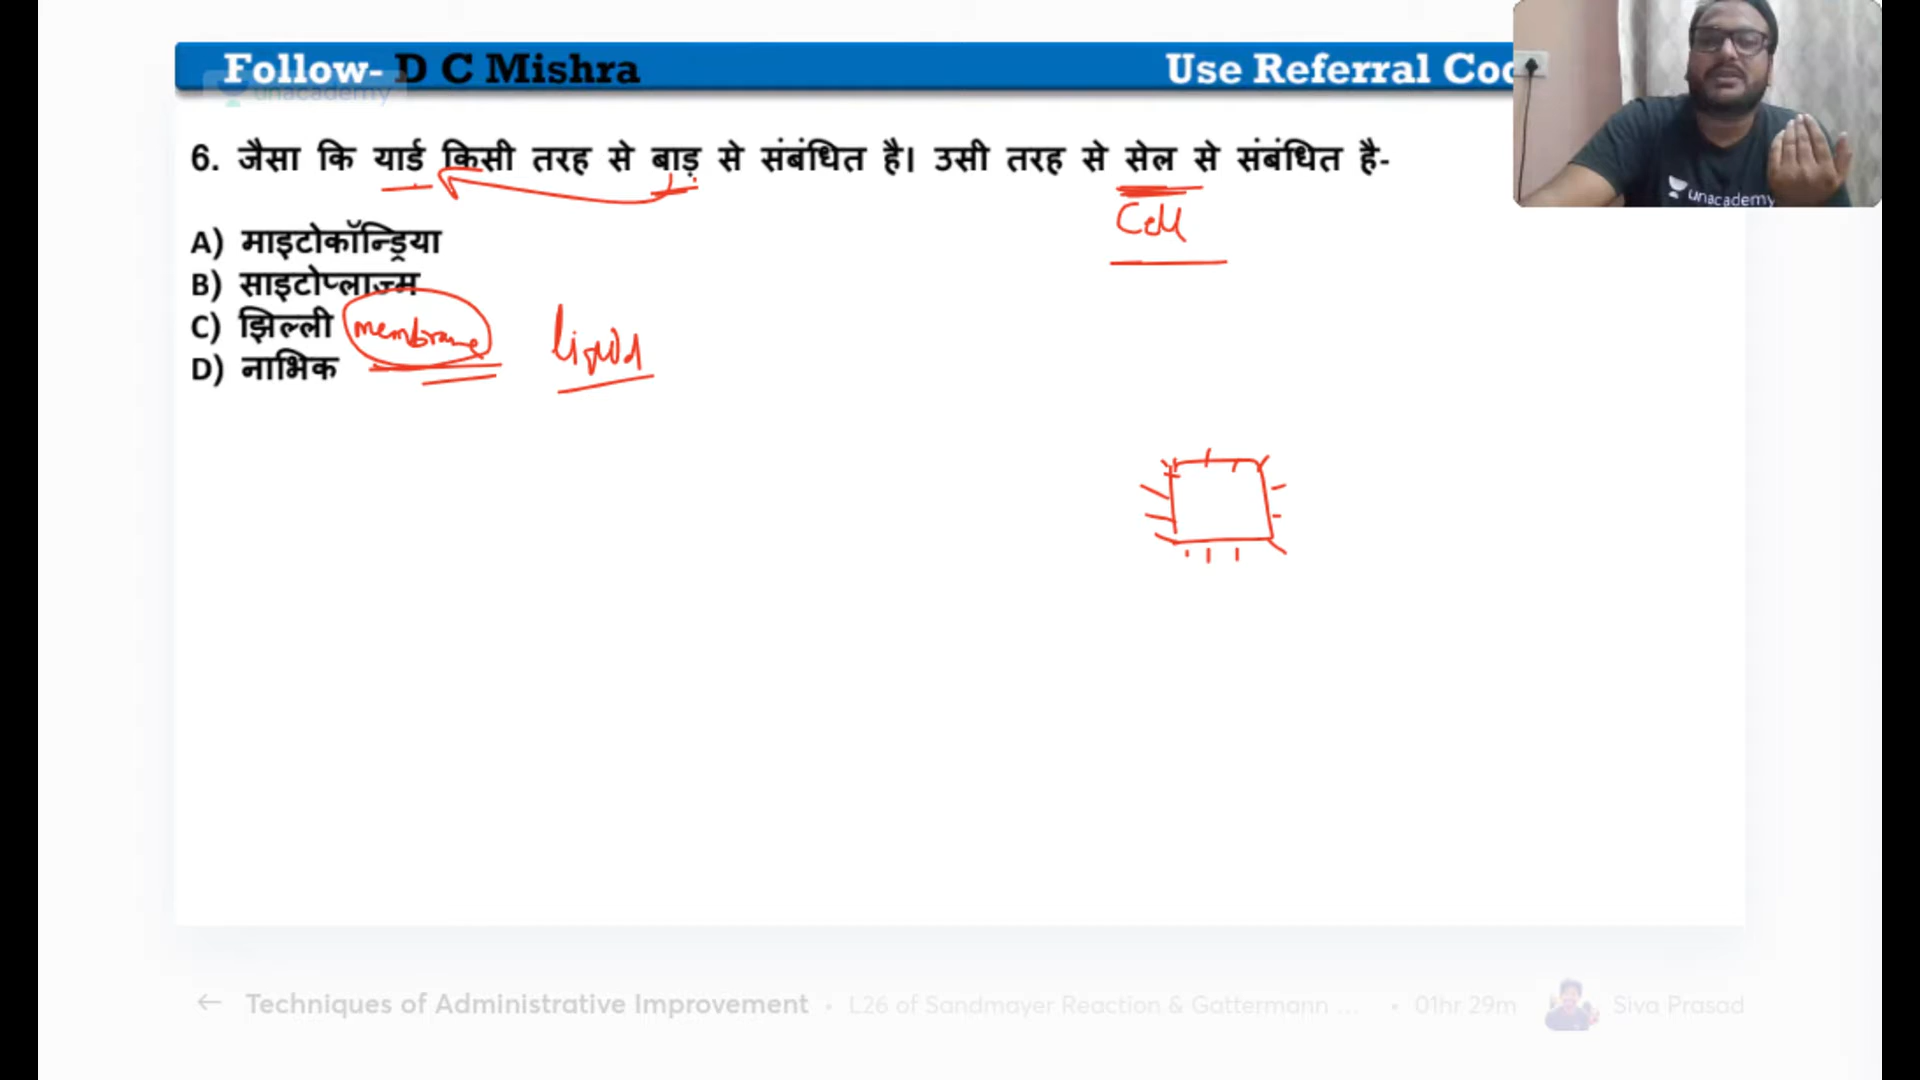 Follow- D C Mishra
Use Referral Coc
unacademy
6. जैसा कि यार्ड किसी तरह से बाड़ से संबंधित है। उसी तरह से सेल से संबंधित है-
Cell
A) माइटोकॉन्ड्रिया
B) साइटोप्लाज्म
C) झिल्ली membrane liquid
D) नाभिक
unacademy
← Techniques of Administrative Improvement • L26 of Sandmayer Reaction & Gattermann ... • 01hr 29m Siva Prasad